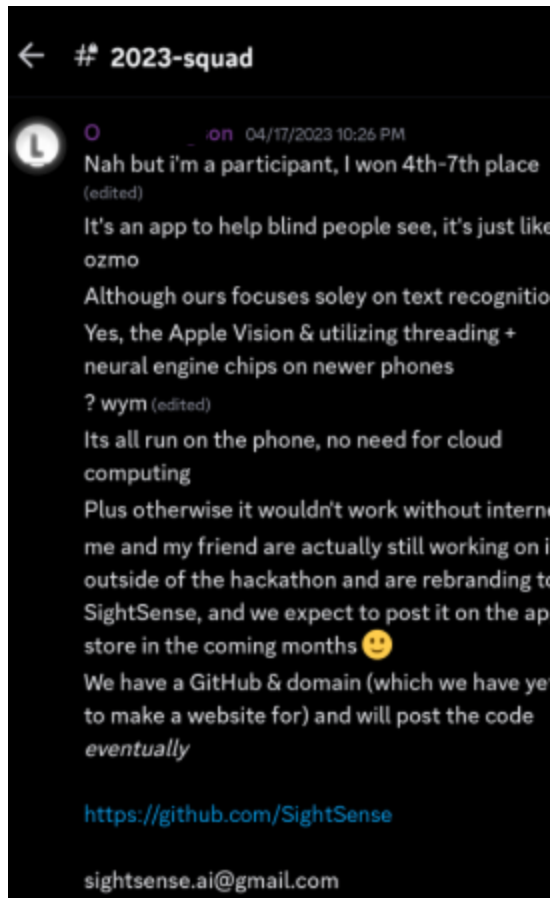 # 2023-squad
O on 04/17/2023 10:26 PM
L
Nah but i'm a participant, I won 4th-7th place
(edited)
It's an app to help blind people see, it's just like
ozmo
Although ours focuses soley on text recognitio
Yes, the Apple Vision & utilizing threading +
neural engine chips on newer phones
? wym (edited)
Its all run on the phone, no need for cloud
computing
Plus otherwise it wouldn't work without interne
me and my friend are actually still working on i
outside of the hackathon and are rebranding to
SightSense, and we expect to post it on the ap
store in the coming months 🙂
We have a GitHub & domain (which we have ye
to make a website for) and will post the code
eventually
https://github.com/SightSense
sightsense.ai@gmail.com